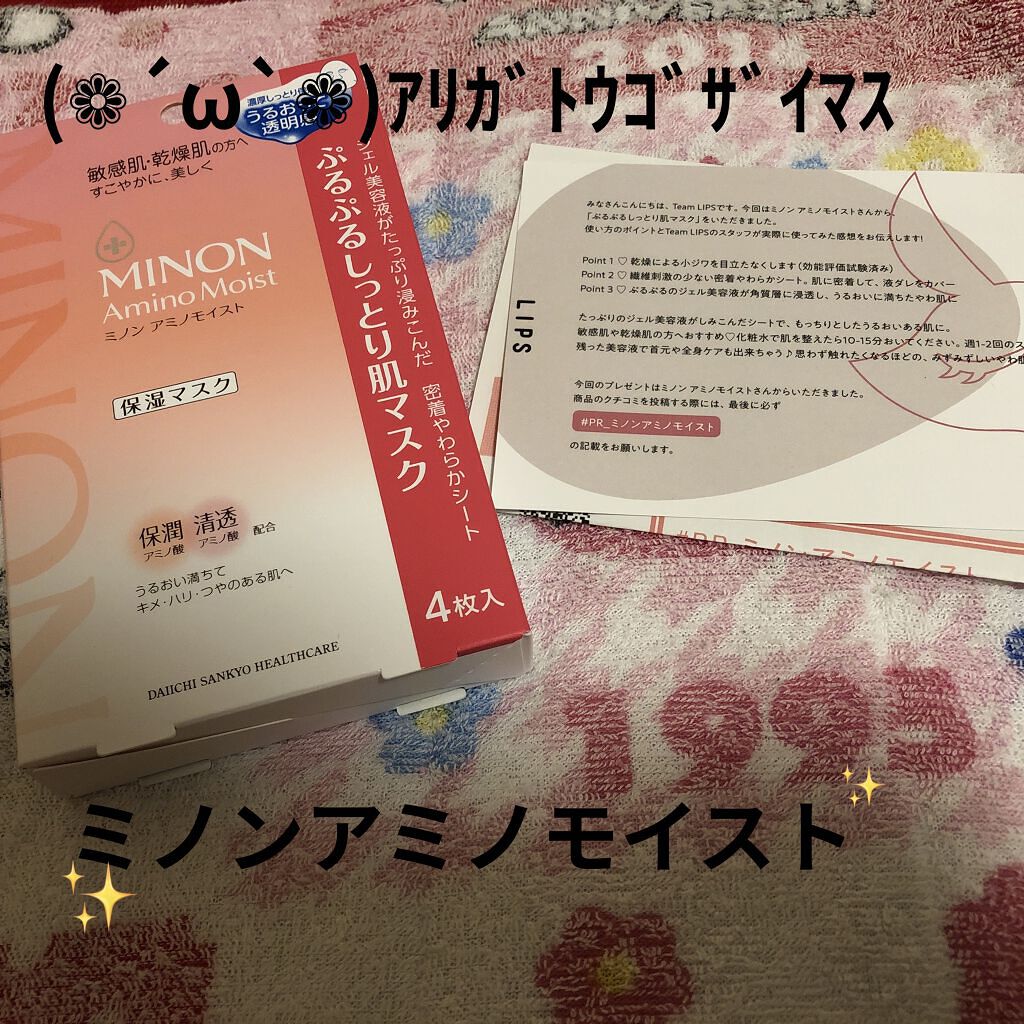 (❁´ω`❁)ｱﾘｶﾞﾄｳｺﾞｻﾞｲﾏｽ
2016
敏感肌・乾燥肌の方へ
すこやかに、美しく
MINON
Amino Moist
ミノン アミノモイスト
保湿マスク
保潤 清透 配合
アミノ酸 アミノ酸
うるおい満ちて
キメ・ハリ・つやのある肌へ
DAIICHI SANKYO HEALTHCARE
MINON
濃厚しっとり
うるお
透明感
ジェル美容液がたっぷり浸みこんだ 密着やわらかシート
ぷるぷるしっとり肌マスク
4枚入
LIPS
みなさんこんにちは、Team LIPSです。今回はミノン アミノモイストさんから、
「ぷるぷるしっとり肌マスク」をいただきました。
使い方のポイントとTeam LIPSのスタッフが実際に使ってみた感想をお伝えします!
Point 1 ♡ 乾燥による小ジワを目立たなくします(効能評価試験済み)
Point 2 ♡ 繊維刺激の少ない密着やわらかシート。肌に密着して、液ダレをカバー
Point 3 ♡ ぷるぷるのジェル美容液が角質層に浸透し、うるおいに満ちたやわ肌に
たっぷりのジェル美容液がしみこんだシートで、もっちりとしたうるおいある肌に。
敏感肌や乾燥肌の方へおすすめ♡化粧水で肌を整えたら10-15分おいてください。週1-2回のス
残った美容液で首元や全身ケアも出来ちゃう♪思わず触れたくなるほどの、みずみずしいやわ肌
今回のプレゼントはミノン アミノモイストさんからいただきました。
商品のクチコミを投稿する際には、最後に必ず
#PR_ミノンアミノモイスト
の記載をお願いします。
#PR_ミノンアミノモイスト
1995
ミノンアミノモイスト